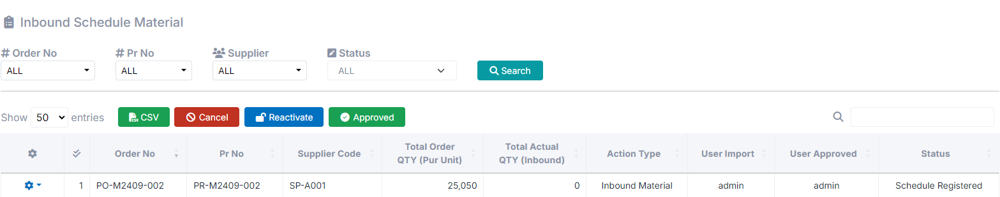 Inbound Schedule Material
# Order No # Pr No Supplier Status
ALL ALL ALL ALL Search
Show 50 entries CSV Cancel Reactivate Approved
Order No Pr No Supplier Code Total Order QTY (Pur Unit) Total Actual QTY (Inbound) Action Type User Import User Approved Status
1 PO-M2409-002 PR-M2409-002 SP-A001 25,050 0 Inbound Material admin admin Schedule Registered